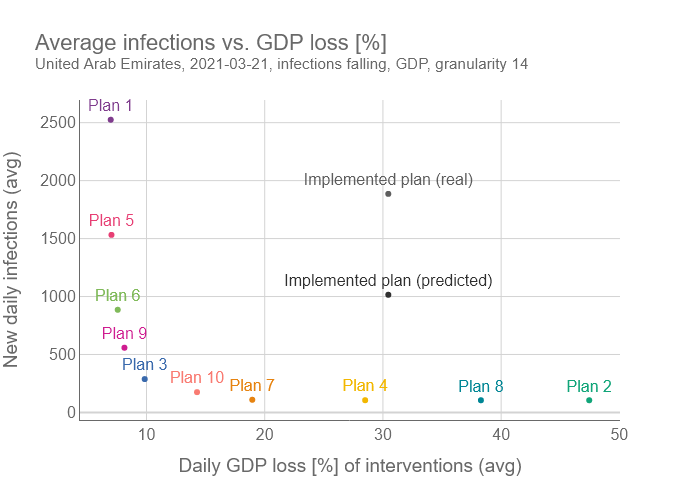 Average infections vs. GDP loss [%]
United Arab Emirates, 2021-03-21, infections falling, GDP, granularity 14
New daily infections (avg)
2500
2000
1500
1000
500
0
Plan 1
Implemented plan (real)
Plan 5
Implemented plan (predicted)
Plan 6
Plan 9
Plan 3
Plan 10
Plan 7
Plan 4
Plan 8
Plan 2
10
20
30
40
50
Daily GDP loss [%] of interventions (avg)